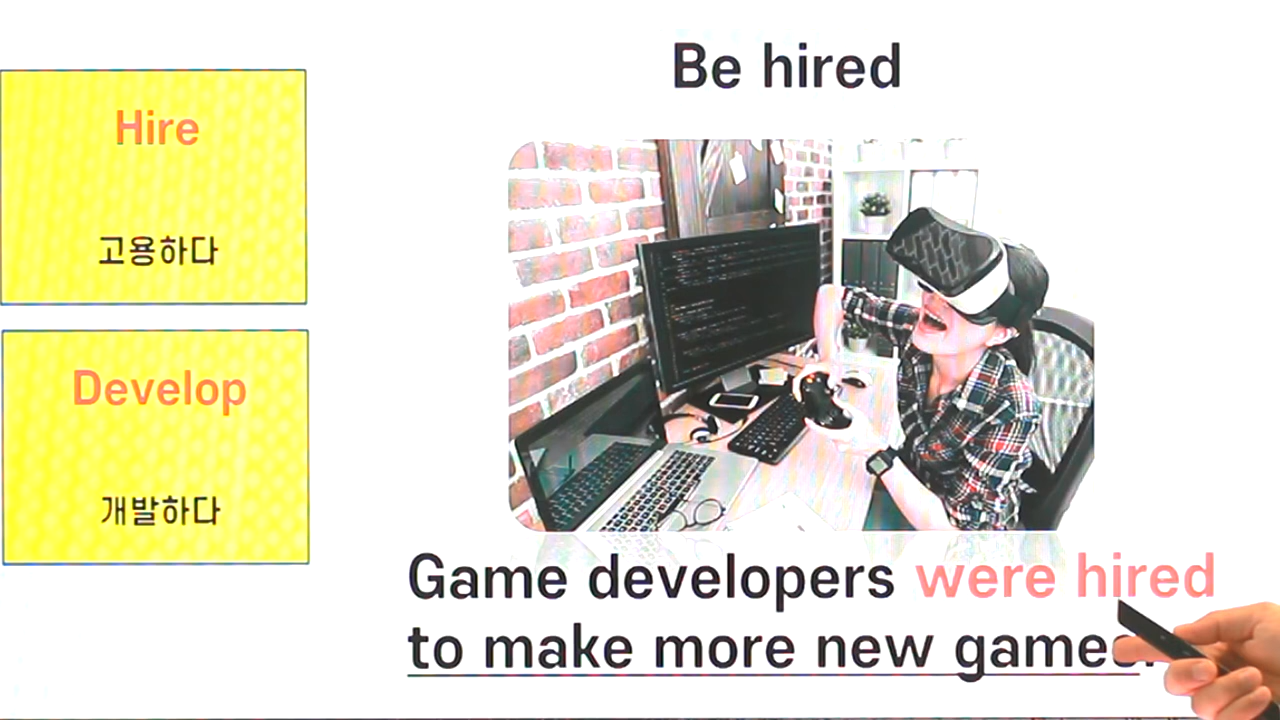 Be hired
Hire
고용하다
Develop
개발하다
Game developers were hired
to make more new games.